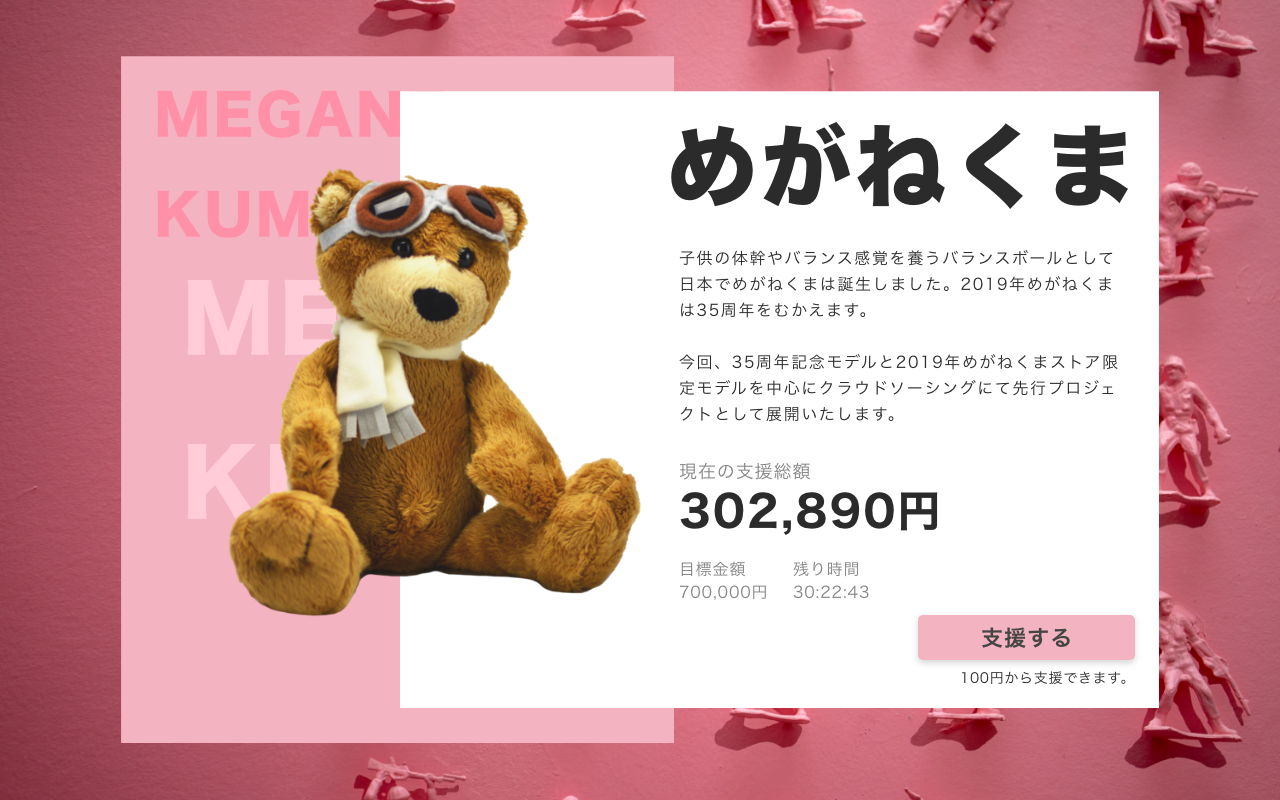 MEGAN
KUM
ME
K
めがねくま
子供の体幹やバランス感覚を養うバランスボールとして
日本でめがねくまは誕生しました。2019年めがねくま
は35周年をむかえます。
今回、35周年記念モデルと2019年めがねくまストア限
定モデルを中心にクラウドソーシングにて先行プロジェ
クトとして展開いたします。
現在の支援総額
302,890円
目標金額 残り時間
700,000円 30:22:43
支援する
100円から支援できます。